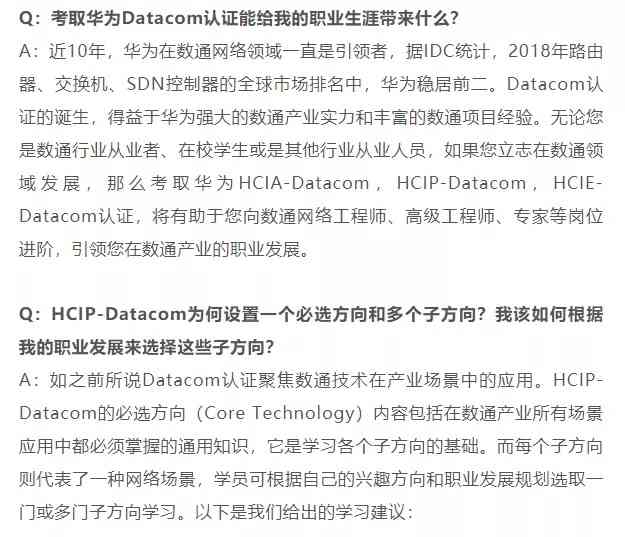 Q：考取华为Datacom认证能给我的职业生涯带来什么？
A：近10年，华为在数通网络领域一直是引领者，据IDC统计，2018年路由
器、交换机、SDN控制器的全球市场排名中，华为稳居前二。Datacom认
证的诞生，得益于华为强大的数通产业实力和丰富的数通项目经验。无论您
是数通行业从业者、在校学生或是其他行业从业人员，如果您立志在数通领
域发展，那么考取华为HCIA-Datacom，HCIP-Datacom，HCIE-
Datacom认证，将有助于您向数通网络工程师、高级工程师、专家等岗位
进阶，引领您在数通产业的职业发展。
Q：HCIP-Datacom为何设置一个必选方向和多个子方向？我该如何根据
我的职业发展来选择这些子方向？
A：如之前所说Datacom认证聚焦数通技术在产业场景中的应用。HCIP-
Datacom的必选方向（Core Technology）内容包括在数通产业所有场景
应用中都必须掌握的通用知识，它是学习各个子方向的基础。而每个子方向
则代表了一种网络场景，学员可根据自己的兴趣方向和职业发展规划选取一
门或多门子方向学习。以下是我们给出的学习建议：